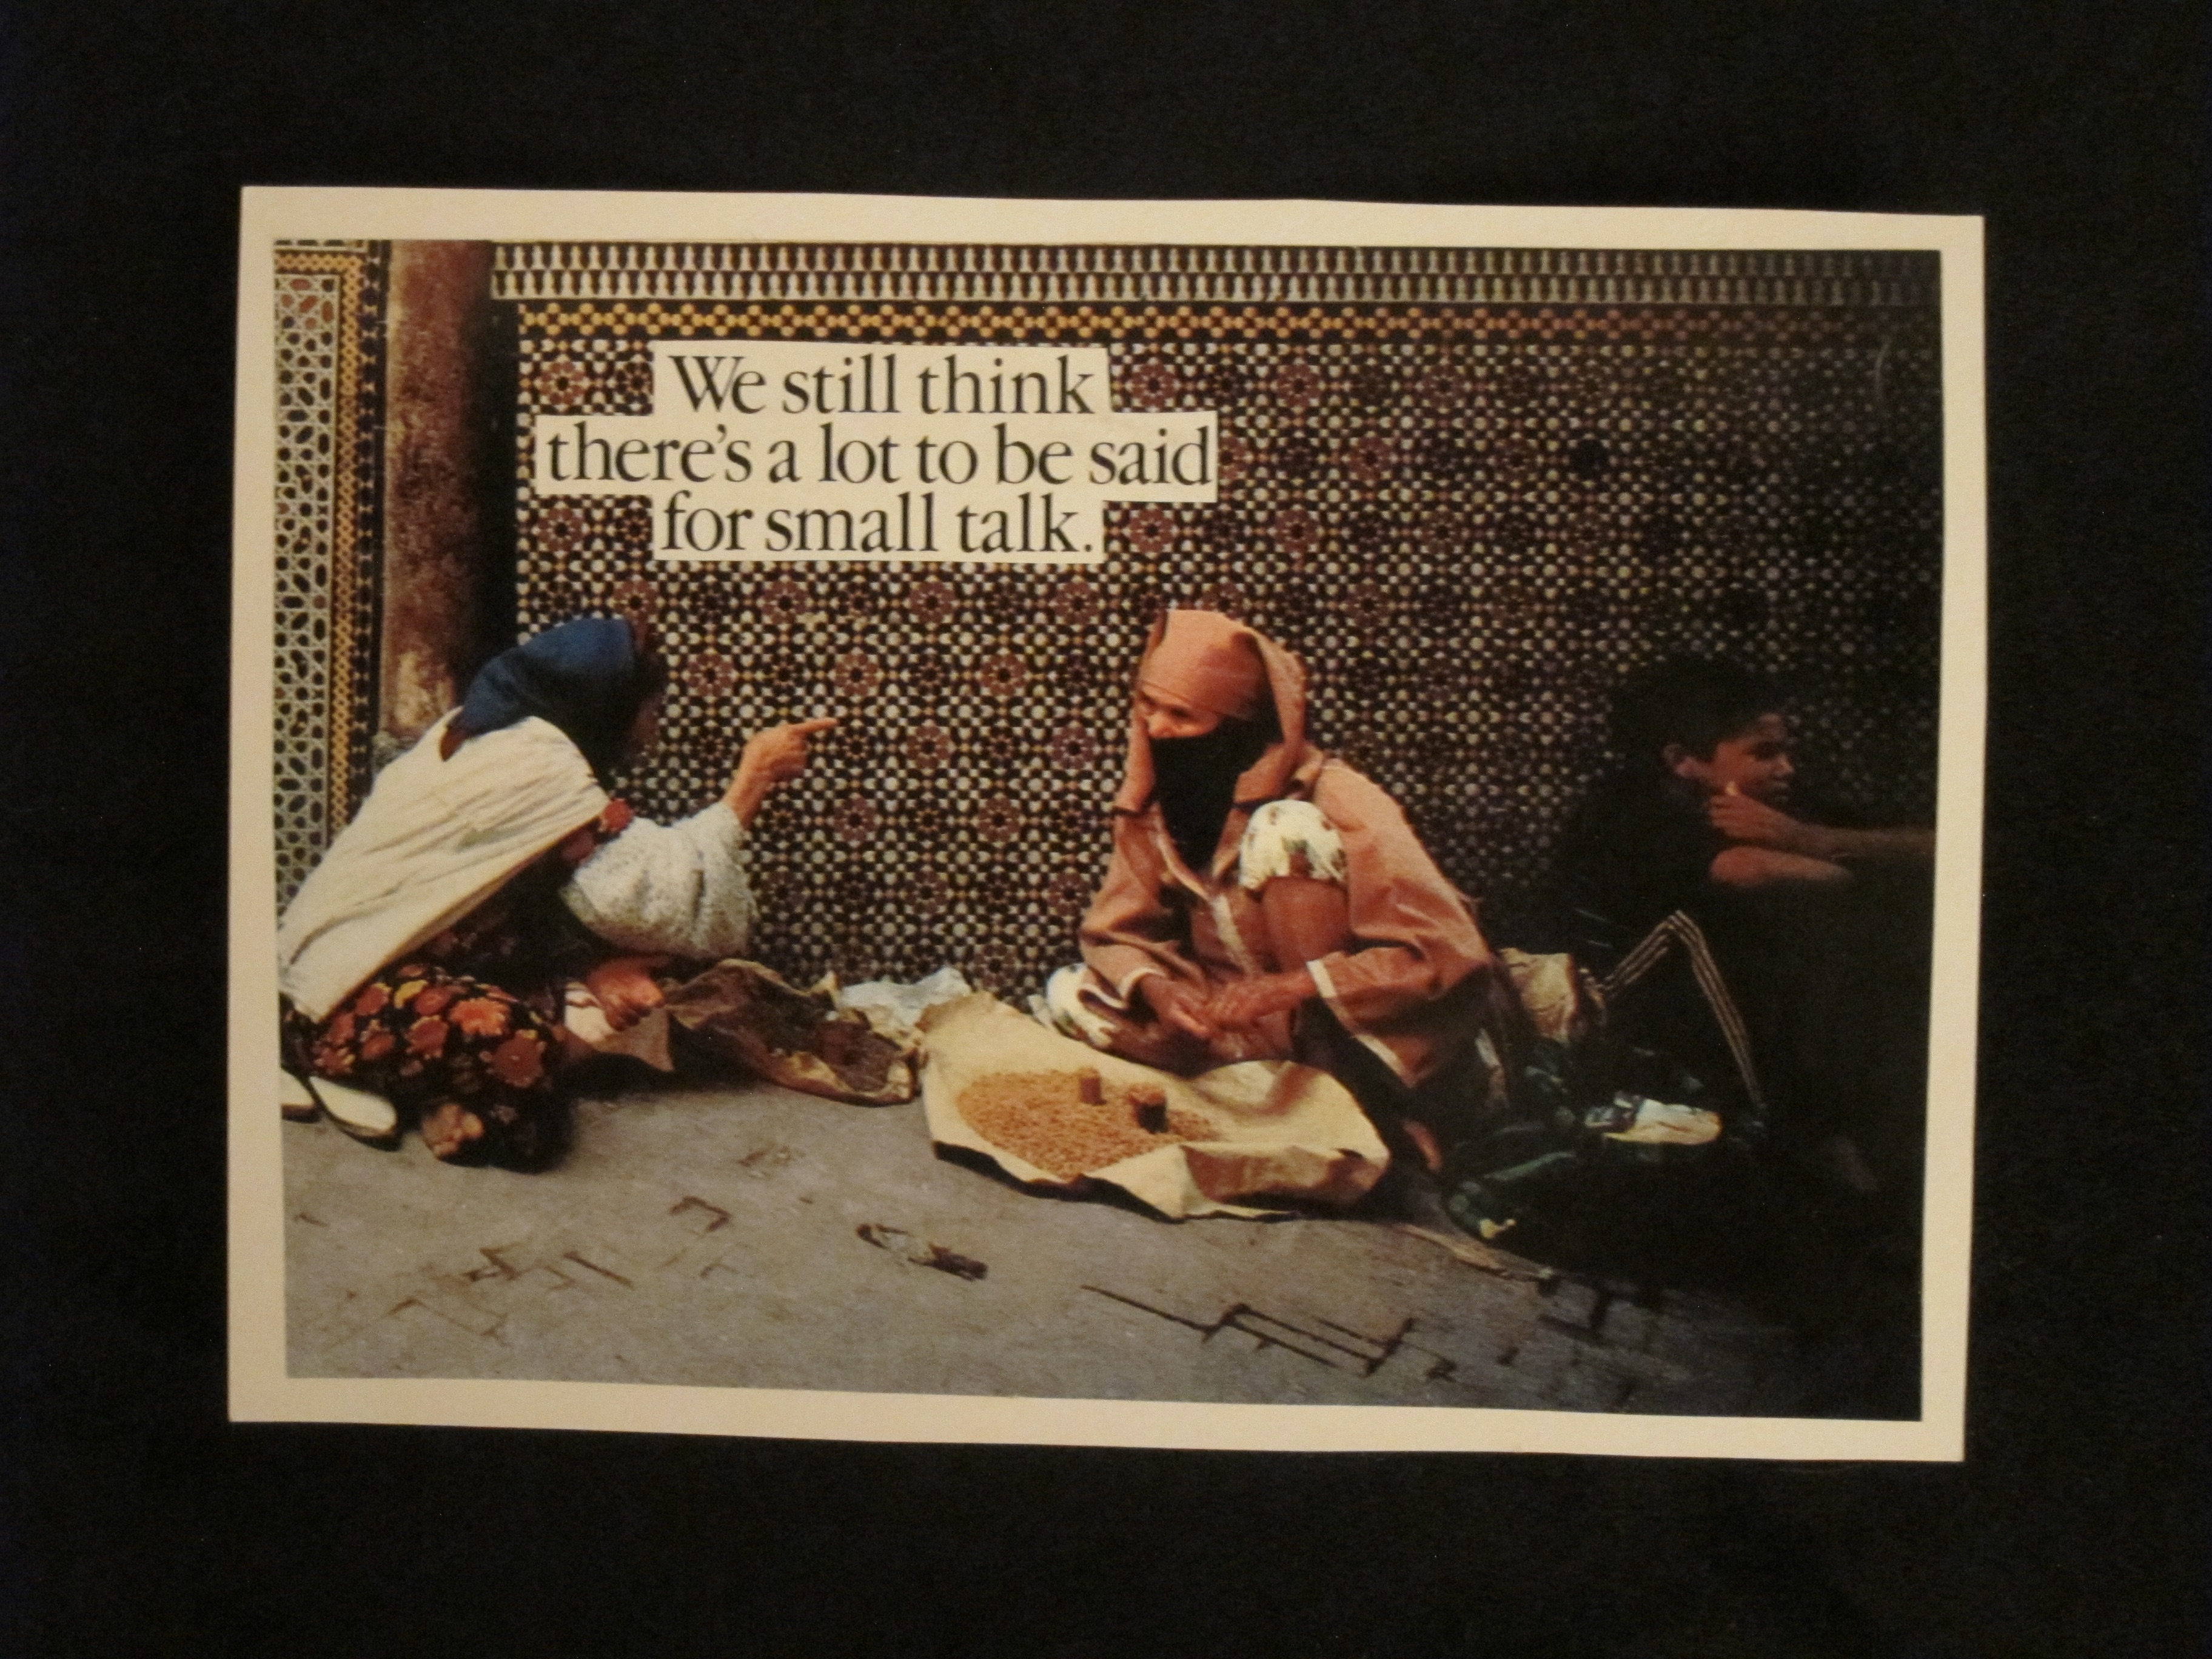 We still think
there's a lot to be said
for small talk.